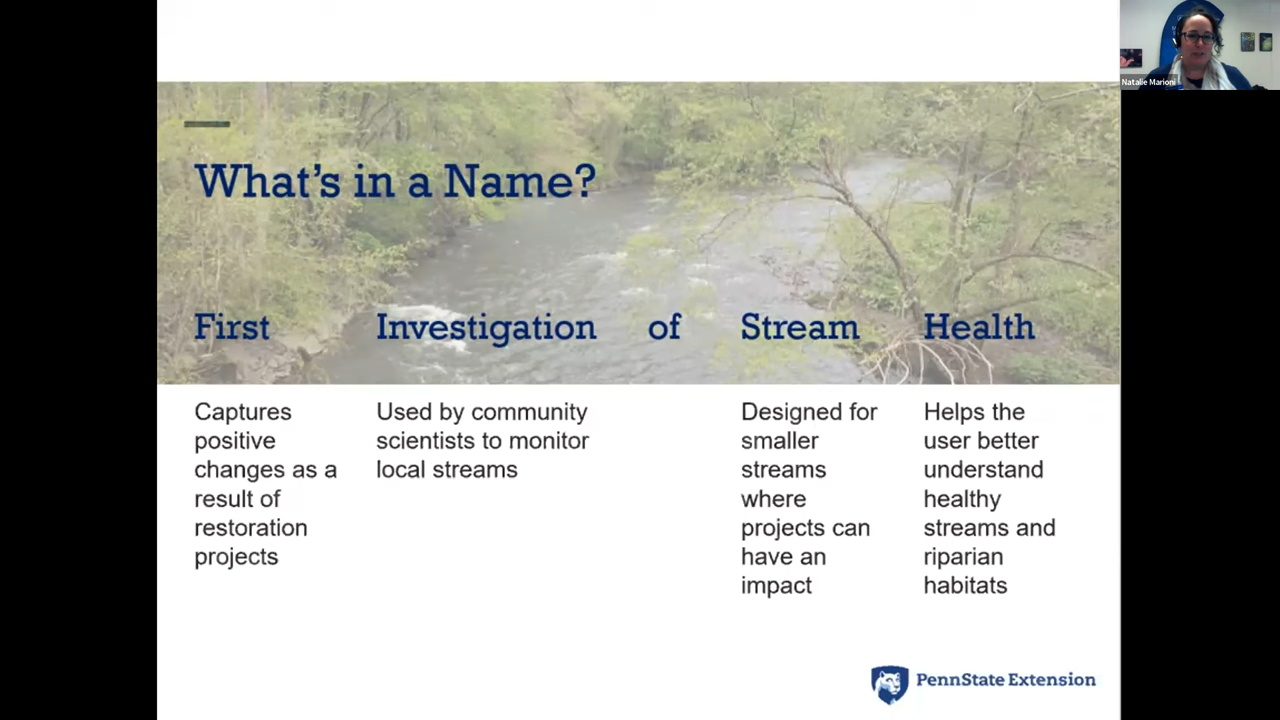 Natalie Marioni
What's in a Name?
First Investigation of Stream Health
Captures
positive
changes as a
result of
restoration
projects
Used by community
scientists to monitor
local streams
Designed for
smaller
streams
where
projects can
have an
impact
Helps the
user better
understand
healthy
streams and
riparian
habitats
PennState Extension